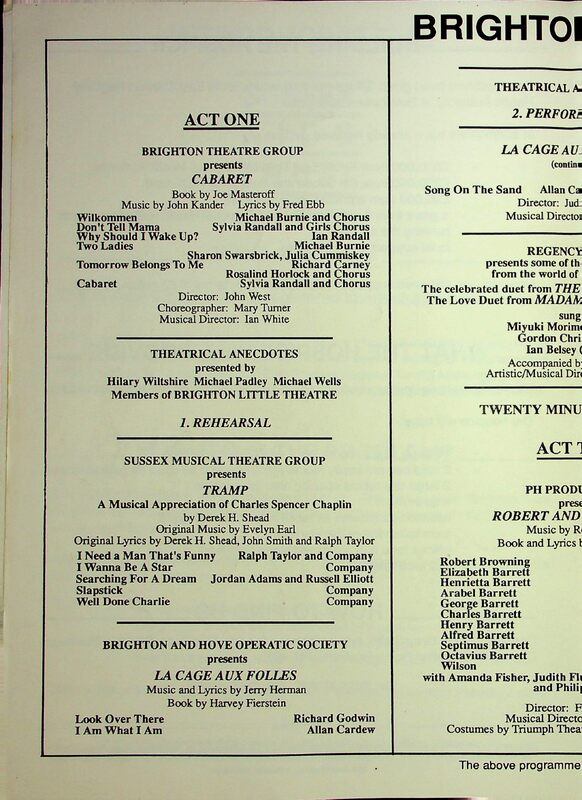 BRIGHTO
ACT ONE
BRIGHTON THEATRE GROUP
presents
CABARET
Book by Joe Masteroff
Music by John Kander Lyrics by Fred Ebb
Wilkommen Michael Burnie and Chorus
Don't Tell Mama Sylvia Randall and Girls Chorus
Why Should I Wake Up? Ian Randall
Two Ladies Michael Burnie
Sharon Swarsbrick, Julia Cummiskey
Tomorrow Belongs To Me Richard Carney
Rosalind Horlock and Chorus
Cabaret Sylvia Randall and Chorus
Director: John West
Choreographer: Mary Turner
Musical Director: Ian White
THEATRICAL ANECDOTES
presented by
Hilary Wiltshire Michael Padley Michael Wells
Members of BRIGHTON LITTLE THEATRE
1. REHEARSAL
SUSSEX MUSICAL THEATRE GROUP
presents
TRAMP
A Musical Appreciation of Charles Spencer Chaplin
by Derek H. Shead
Original Music by Evelyn Earl
Original Lyrics by Derek H. Shead, John Smith and Ralph Taylor
I Need a Man That's Funny Ralph Taylor and Company
I Wanna Be A Star Company
Searching For A Dream Jordan Adams and Russell Elliott
Slapstick Company
Well Done Charlie Company
BRIGHTON AND HOVE OPERATIC SOCIETY
presents
LA CAGE AUX FOLLES
Music and Lyrics by Jerry Herman
Book by Harvey Fierstein
Look Over There Richard Godwin
I Am What I Am Allan Cardew
THEATRICAL A
2. PERFOR
LA CAGE AU
(contin
Song On The Sand Allan Ca
Director: Jud
Musical Directo
REGENCY
presents some of th
from the world of
The celebrated duet from THE
The Love Duet from MADAM
sung
Miyuki Morim
Gordon Chri
Ian Belsey (
Accompanied by
Artistic/Musical Dire
TWENTY MINU
ACT T
PH PRODU
prese
ROBERT AND
Music by R
Book and Lyrics b
Robert Browning
Elizabeth Barrett
Henrietta Barrett
Arabel Barrett
George Barrett
Charles Barrett
Henry Barrett
Alfred Barrett
Septimus Barrett
Octavius Barrett
Wilson
with Amanda Fisher, Judith Fl
and Philip
Director: F
Musical Directo
Costumes by Triumph Thea
The above programme